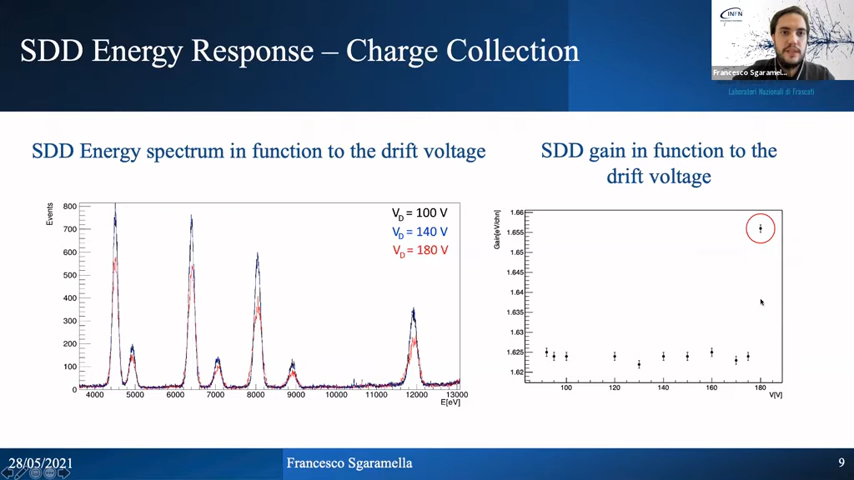 SDD Energy Response – Charge Collection
INFN
Francesco Sgaramel...
Laboratori Nazionali di Frascati
SDD Energy spectrum in function to the drift voltage
SDD gain in function to the
drift voltage
Events
800
700
600
500
400
300
200
100
0
4000 5000 6000 7000 8000 9000 10000 11000 12000 13000
E[eV]
V_D = 100 V
V_D = 140 V
V_D = 180 V
Gain[eV/chn]
1.66
1.655
1.65
1.645
1.64
1.635
1.63
1.625
1.62
100 120 140 160 180
V[V]
28/05/2021
Francesco Sgaramella
9